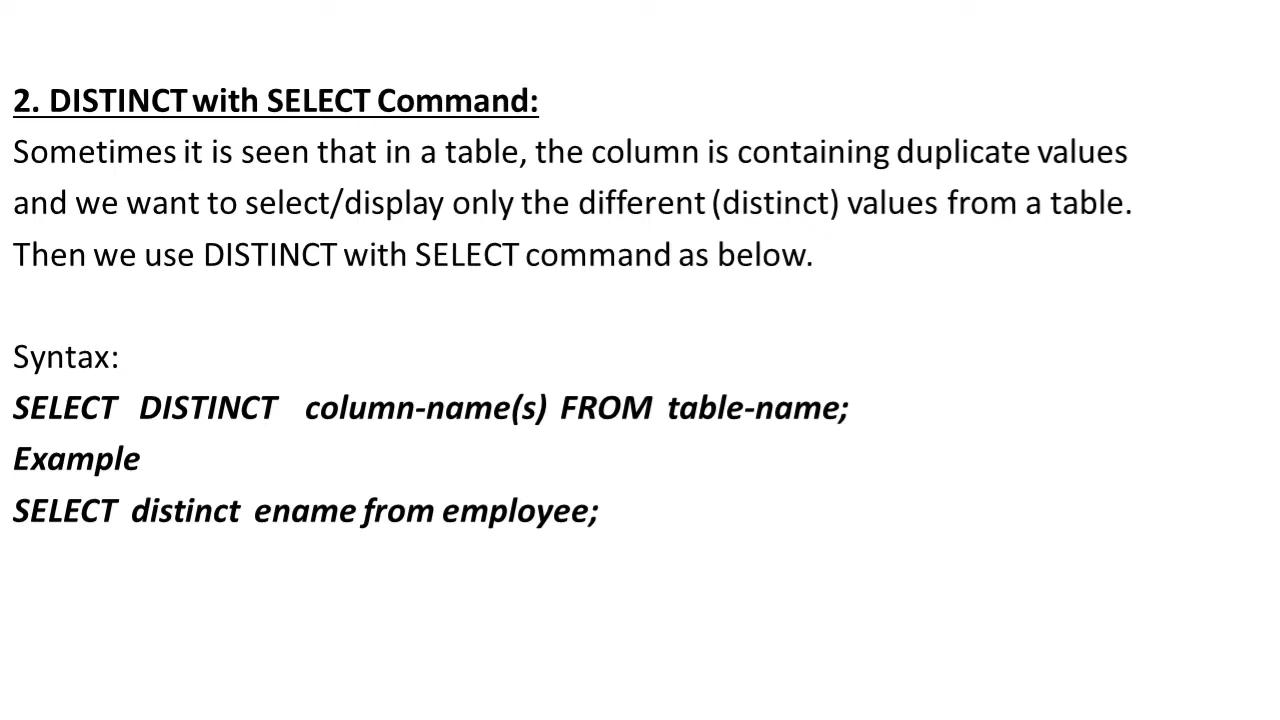 2. DISTINCT with SELECT Command:
Sometimes it is seen that in a table, the column is containing duplicate values
and we want to select/display only the different (distinct) values from a table.
Then we use DISTINCT with SELECT command as below.
Syntax:
SELECT DISTINCT column-name(s) FROM table-name;
Example
SELECT distinct ename from employee;